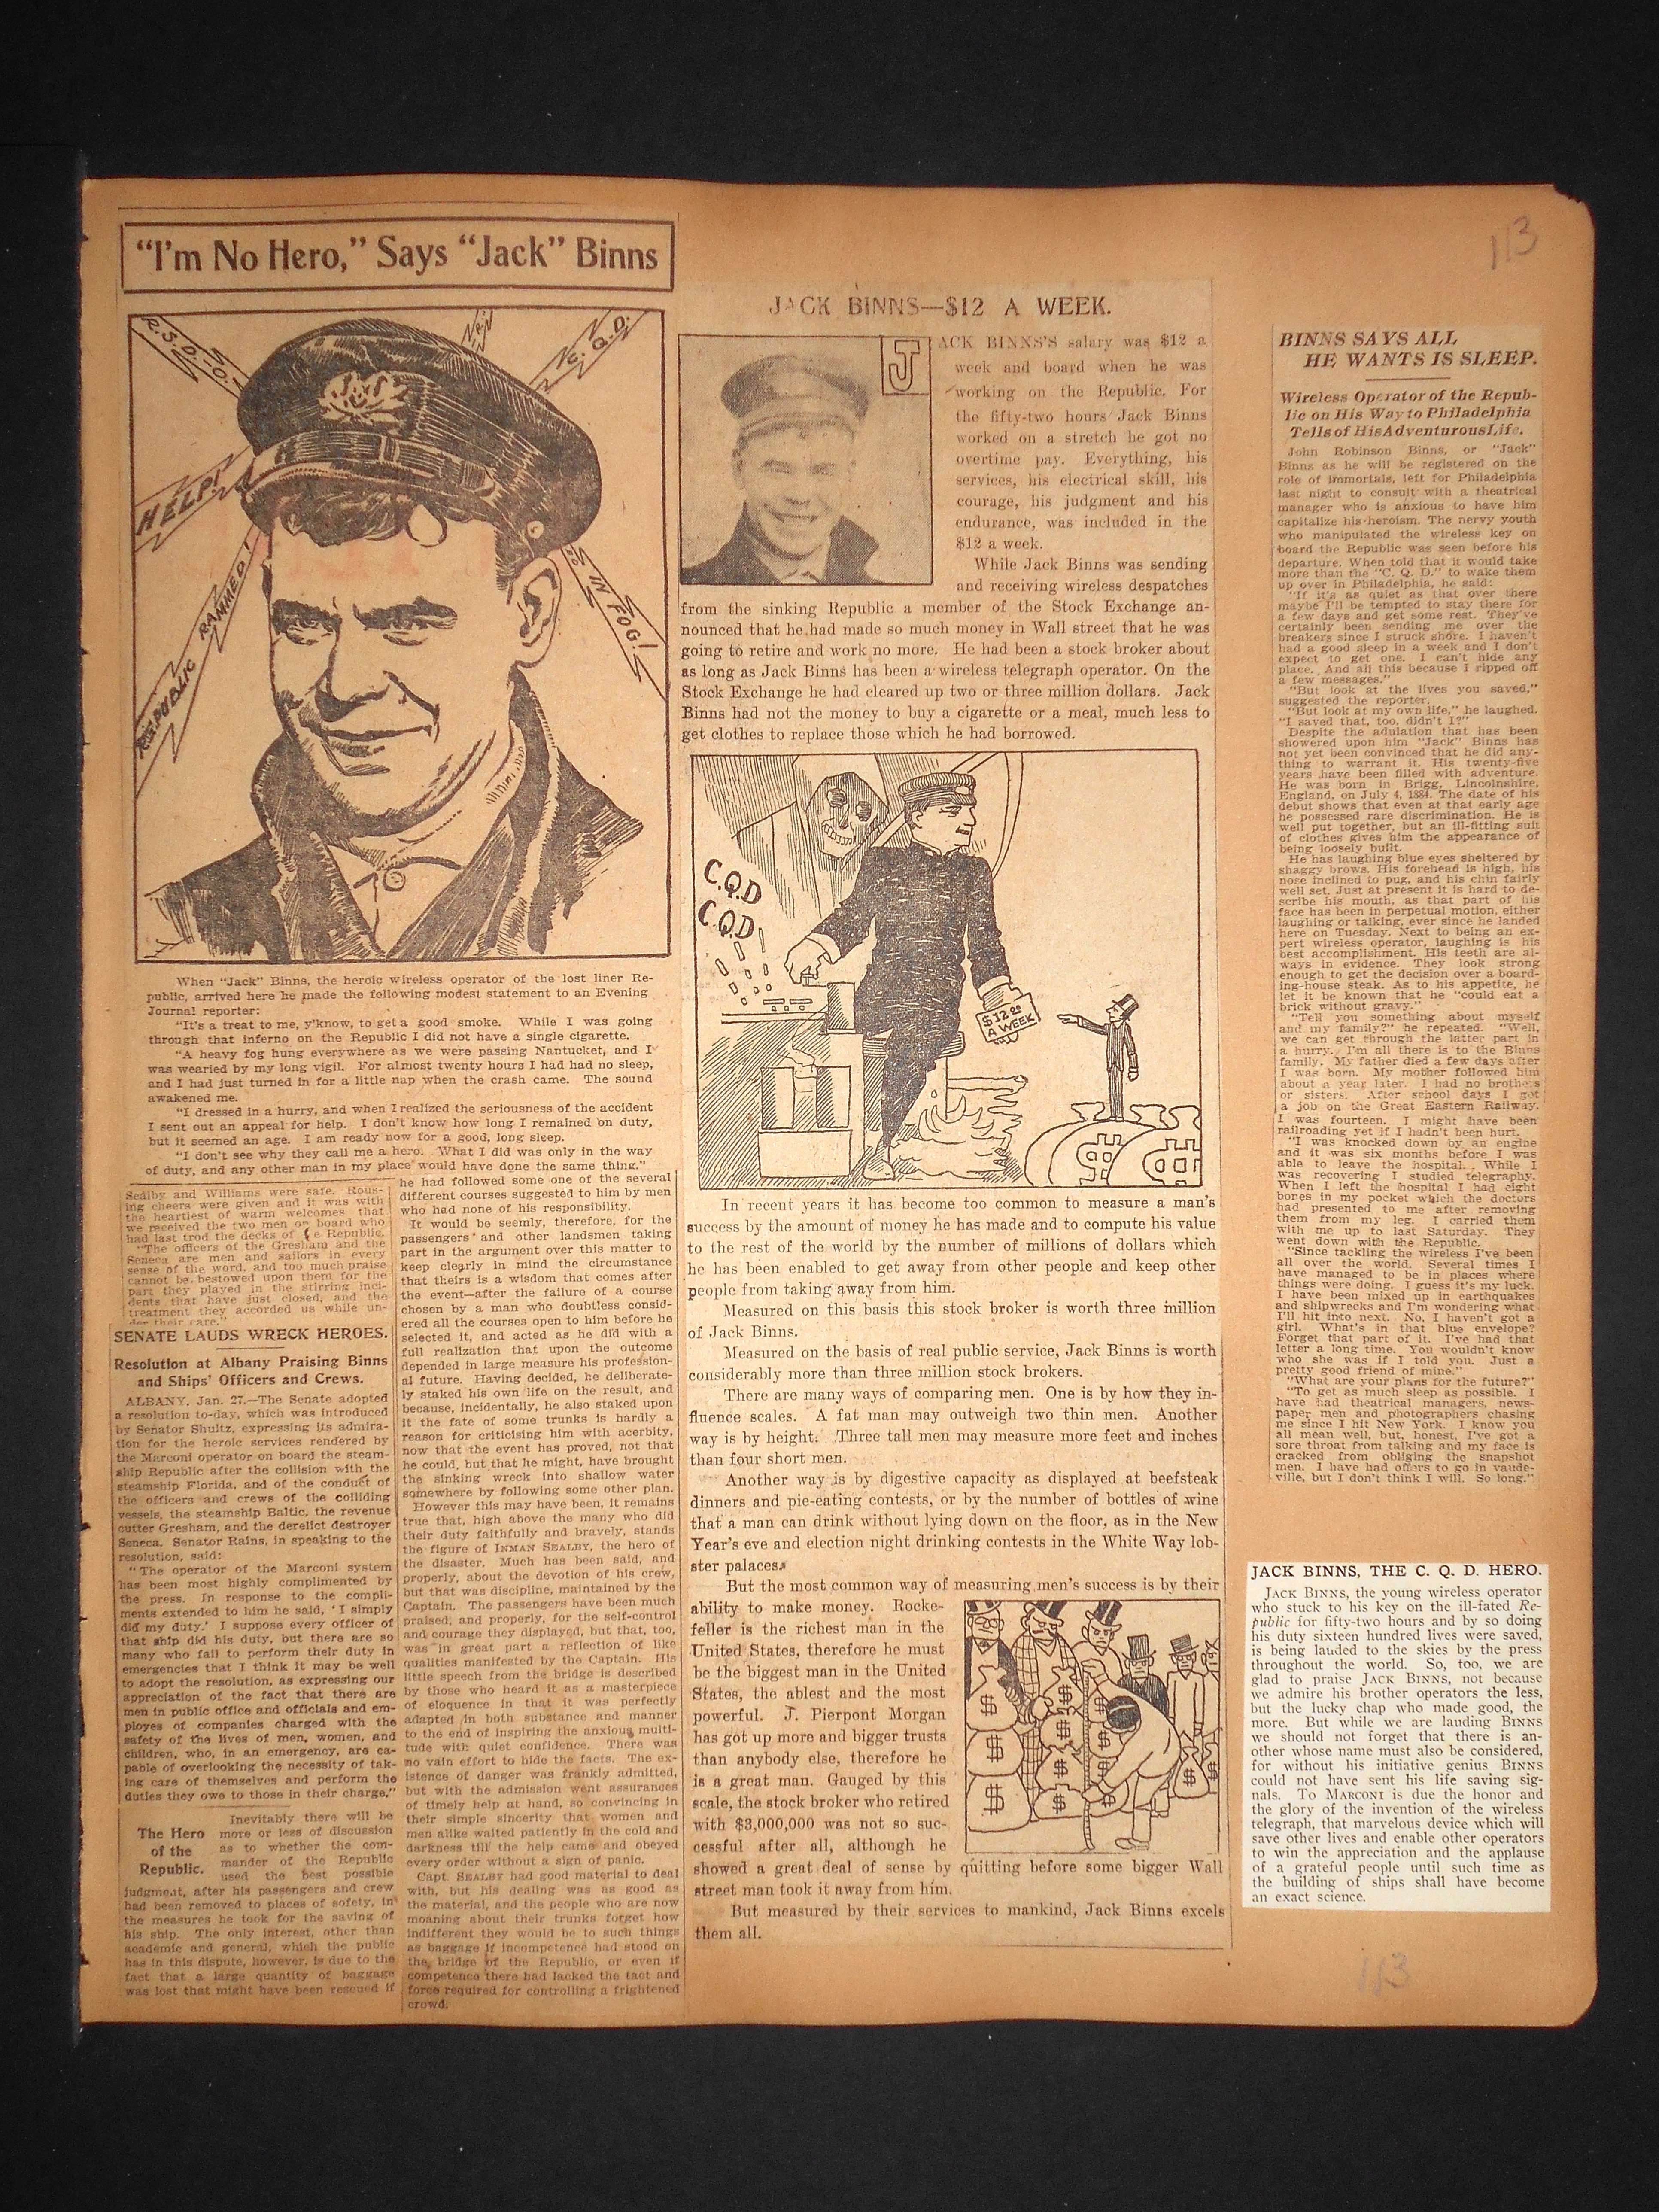 113
"I'm No Hero," Says "Jack" Binns
R.S.D.!O!
C.Q.D.
HELP!
REPUBLIC RAMMED!
IN FOG!
When "Jack" Binns, the heroic wireless operator of the lost liner Re-
public, arrived here he made the following modest statement to an Evening
Journal reporter:
"It's a treat to me, y'know, to get a good smoke. While I was going
through that inferno on the Republic I did not have a single cigarette.
"A heavy fog hung everywhere as we were passing Nantucket, and I
was wearied by my long vigil. For almost twenty hours I had had no sleep,
and I had just turned in for a little nap when the crash came. The sound
awakened me.
"I dressed in a hurry, and when I realized the seriousness of the accident
I sent out an appeal for help. I don't know how long I remained on duty,
but it seemed an age. I am ready now for a good, long sleep.
"I don't see why they call me a hero. What I did was only in the way
of duty, and any other man in my place would have done the same thing."
Sealby and Williams were safe. Rous-
ing cheers were given and it was with
the heartiest of warm welcomes that
we received the two men on board who
had last trod the decks of e Republic.
"The officers of the Gresham and the
Seneca are men and sailors in every
sense of the word, and too much praise
cannot be bestowed upon them for the
part they played in the stirring inci-
dents that have just closed, and the
treatment they accorded us while un-
der their care."
SENATE LAUDS WRECK HEROES.
Resolution at Albany Praising Binns
and Ships' Officers and Crews.
ALBANY, Jan. 27.—The Senate adopted
a resolution to-day, which was introduced
by Senator Shultz, expressing its admira-
tion for the heroic services rendered by
the Marconi operator on board the steam-
ship Republic after the collision with the
steamship Florida, and of the conduct of
the officers and crews of the colliding
vessels, the steamship Baltic, the revenue
cutter Gresham, and the derelict destroyer
Seneca. Senator Rains, in speaking to the
resolution, said:
"The operator of the Marconi system
has been most highly complimented by
the press. In response to the compli-
ments extended to him he said, 'I simply
did my duty.' I suppose every officer of
that ship did his duty, but there are so
many who fail to perform their duty in
emergencies that I think it may be well
to adopt the resolution, as expressing our
appreciation of the fact that there are
men in public office and officials and em-
ployes of companies charged with the
safety of the lives of men, women, and
children, who, in an emergency, are ca-
pable of overlooking the necessity of tak-
ing care of themselves and perform the
duties they owe to those in their charge."
The Hero
of the
Republic.
Inevitably there will be
more or less of discussion
as to whether the com-
mander of the Republic
used the best possible
judgment, after his passengers and crew
had been removed to places of safety, in
the measures he took for the saving of
his ship. The only interest, other than
academic and general, which the public
has in this dispute, however, is due to the
fact that a large quantity of baggage
was lost that might have been rescued if
he had followed some one of the several
different courses suggested to him by men
who had none of his responsibility.
It would be seemly, therefore, for the
passengers and other landsmen taking
part in the argument over this matter to
keep clearly in mind the circumstance
that theirs is a wisdom that comes after
the event—after the failure of a course
chosen by a man who doubtless consid-
ered all the courses open to him before he
selected it, and acted as he did with a
full realization that upon the outcome
depended in large measure his profession-
al future. Having decided, he deliberate-
ly staked his own life on the result, and
because, incidentally, he also staked upon
it the fate of some trunks is hardly a
reason for criticising him with acerbity,
now that the event has proved, not that
he could, but that he might, have brought
the sinking wreck into shallow water
somewhere by following some other plan.
However this may have been, it remains
true that, high above the many who did
their duty faithfully and bravely, stands
the figure of INMAN SEALBY, the hero of
the disaster. Much has been said, and
properly, about the devotion of his crew,
but that was discipline, maintained by the
Captain. The passengers have been much
praised, and properly, for the self-control
and courage they displayed, but that, too,
was in great part a reflection of like
qualities manifested by the Captain. His
little speech from the bridge is described
by those who heard it as a masterpiece
of eloquence in that it was perfectly
adapted in both substance and manner
to the end of inspiring the anxious multi-
tude with quiet confidence. There was
no vain effort to hide the facts. The ex-
istence of danger was frankly admitted,
but with the admission went assurances
of timely help at hand, so convincing in
their simple sincerity that women and
men alike waited patiently in the cold and
darkness till the help came and obeyed
every order without a sign of panic.
Capt SEALBY had good material to deal
with, but his dealing was as good as
the material, and the people who are now
moaning about their trunks forget how
indifferent they would be to such things
as baggage if incompetence had stood on
the bridge of the Republic, or even if
competence there had lacked the tact and
force required for controlling a frightened
crowd.
JACK BINNS—$12 A WEEK.
JACK BINNS'S salary was $12 a
week and board when he was
working on the Republic. For
the fifty-two hours Jack Binns
worked on a stretch he got no
overtime pay. Everything, his
services, his electrical skill, his
courage, his judgment and his
endurance, was included in the
$12 a week.
While Jack Binns was sending
and receiving wireless despatches
from the sinking Republic a member of the Stock Exchange an-
nounced that he had made so much money in Wall street that he was
going to retire and work no more. He had been a stock broker about
as long as Jack Binns has been a wireless telegraph operator. On the
Stock Exchange he had cleared up two or three million dollars. Jack
Binns had not the money to buy a cigarette or a meal, much less to
get clothes to replace those which he had borrowed.
C.Q.D
C.Q.D
$12.00
A WEEK
$ $
In recent years it has become too common to measure a man's
success by the amount of money he has made and to compute his value
to the rest of the world by the number of millions of dollars which
he has been enabled to get away from other people and keep other
people from taking away from him.
Measured on this basis this stock broker is worth three million
of Jack Binns.
Measured on the basis of real public service, Jack Binns is worth
considerably more than three million stock brokers.
There are many ways of comparing men. One is by how they in-
fluence scales. A fat man may outweigh two thin men. Another
way is by height. Three tall men may measure more feet and inches
than four short men.
Another way is by digestive capacity as displayed at beefsteak
dinners and pie-eating contests, or by the number of bottles of wine
that a man can drink without lying down on the floor, as in the New
Year's eve and election night drinking contests in the White Way lob-
ster palaces.
But the most common way of measuring men's success is by their
ability to make money. Rocke-
feller is the richest man in the
United States, therefore he must
be the biggest man in the United
States, the ablest and the most
powerful. J. Pierpont Morgan
has got up more and bigger trusts
than anybody else, therefore he
is a great man. Gauged by this
scale, the stock broker who retired
with $3,000,000 was not so suc-
cessful after all, although he
showed a great deal of sense by quitting before some bigger Wall
street man took it away from him.
But measured by their services to mankind, Jack Binns excels
them all.
BINNS SAYS ALL
HE WANTS IS SLEEP.
Wireless Operator of the Repub-
lic on His Way to Philadelphia
Tells of His Adventurous Life.
John Robinson Binns, or "Jack"
Binns as he will be registered on the
role of immortals, left for Philadelphia
last night to consult with a theatrical
manager who is anxious to have him
capitalize his heroism. The nervy youth
who manipulated the wireless key on
board the Republic was seen before his
departure. When told that it would take
more than the "C. Q. D." to wake them
up over in Philadelphia, he said:
"If it's as quiet as that over there
maybe I'll be tempted to stay there for
a few days and get some rest. They've
certainly been sending me over the
breakers since I struck shore. I haven't
had a good sleep in a week and I don't
expect to get one. I can't hide any
place. And all this because I ripped off
a few messages."
"But look at the lives you saved,"
suggested the reporter.
"But look at my own life," he laughed.
"I saved that, too, didn't I?"
Despite the adulation that has been
showered upon him "Jack" Binns has
not yet been convinced that he did any-
thing to warrant it. His twenty-five
years have been filled with adventure.
He was born in Brigg, Lincolnshire,
England, on July 4, 1884. The date of his
debut shows that even at that early age
he possessed rare discrimination. He is
well put together, but an ill-fitting suit
of clothes gives him the appearance of
being loosely built.
He has laughing blue eyes sheltered by
shaggy brows. His forehead is high, his
nose inclined to pug, and his chin fairly
well set. Just at present it is hard to de-
scribe his mouth, as that part of his
face has been in perpetual motion, either
laughing or talking, ever since he landed
here on Tuesday. Next to being an ex-
pert wireless operator, laughing is his
best accomplishment. His teeth are al-
ways in evidence. They look strong
enough to get the decision over a board-
ing-house steak. As to his appetite, he
let it be known that he "could eat a
brick without gravy."
"Tell you something about myself
and my family?" he repeated. "Well,
we can get through the latter part in
a hurry. I'm all there is to the Binns
family. My father died a few days after
I was born. My mother followed him
about a year later. I had no brothers
or sisters. After school days I got
a job on the Great Eastern Railway.
I was fourteen. I might have been
railroading yet if I hadn't been hurt.
"I was knocked down by an engine
and it was six months before I was
able to leave the hospital. While I
was recovering I studied telegraphy.
When I left the hospital I had eight
bores in my pocket which the doctors
had presented to me after removing
them from my leg. I carried them
with me up to last Saturday. They
went down with the Republic.
"Since tackling the wireless I've been
all over the world. Several times I
have managed to be in places where
things were doing. I guess it's my luck.
I have been mixed up in earthquakes
and shipwrecks and I'm wondering what
I'll hit into next. No, I haven't got a
girl. What's in that blue envelope?
Forget that part of it. I've had that
letter a long time. You wouldn't know
who she was if I told you. Just a
pretty good friend of mine."
"What are your plans for the future?"
"To get as much sleep as possible. I
have had theatrical managers, news-
paper men and photographers chasing
me since I hit New York. I know you
all mean well, but, honest, I've got a
sore throat from talking and my face is
cracked from obliging the snapshot
men. I have had offers to go in vaude-
ville, but I don't think I will. So long."
JACK BINNS, THE C. Q. D. HERO.
JACK BINNS, the young wireless operator
who stuck to his key on the ill-fated Re-
public for fifty-two hours and by so doing
his duty sixteen hundred lives were saved,
is being lauded to the skies by the press
throughout the world. So, too, we are
glad to praise JACK BINNS, not because
we admire his brother operators the less,
but the lucky chap who made good, the
more. But while we are lauding BINNS
we should not forget that there is an-
other whose name must also be considered,
for without his initiative genius BINNS
could not have sent his life saving sig-
nals. To MARCONI is due the honor and
the glory of the invention of the wireless
telegraph, that marvelous device which will
save other lives and enable other operators
to win the appreciation and the applause
of a grateful people until such time as
the building of ships shall have become
an exact science.
113